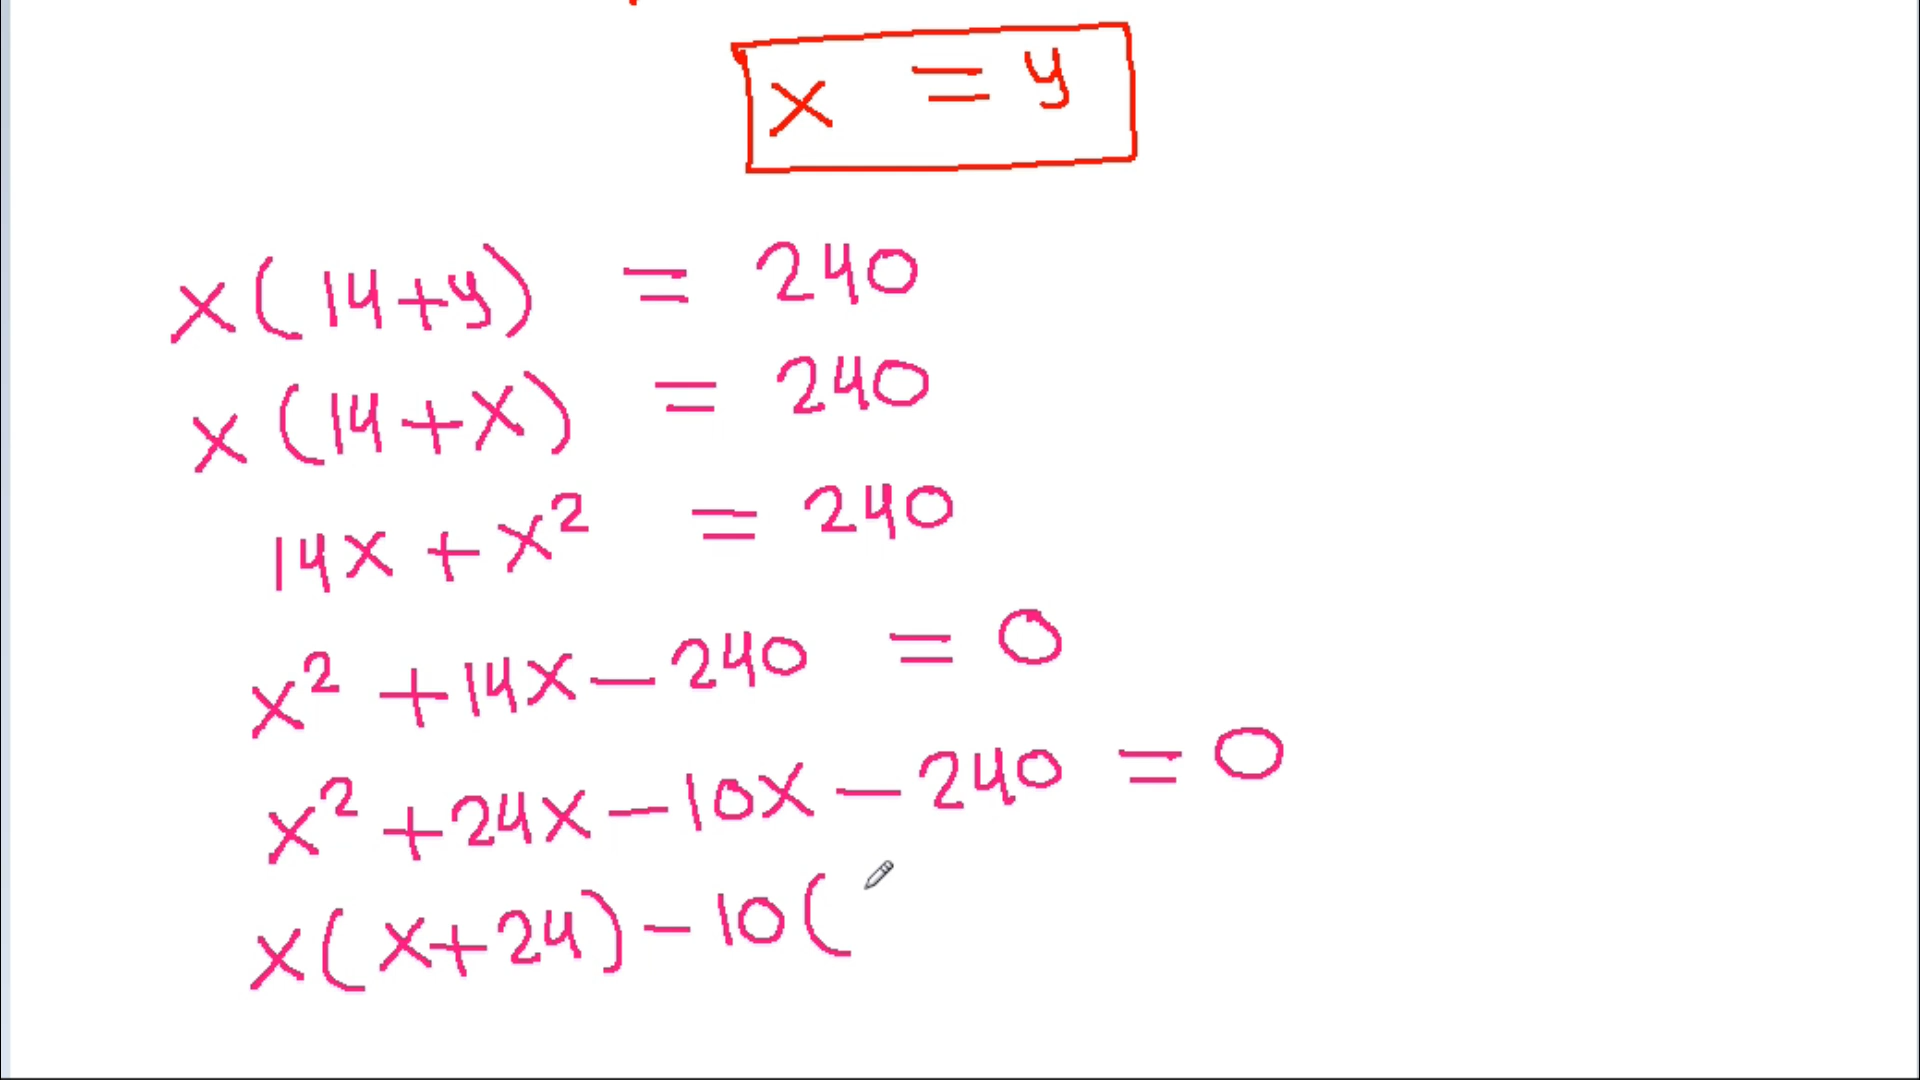 x = y
x(14+y) = 240
x(14+x) = 240
14x + x² = 240
x² + 14x - 240 = 0
x² + 24x - 10x - 240 = 0
x(x+24) - 10(